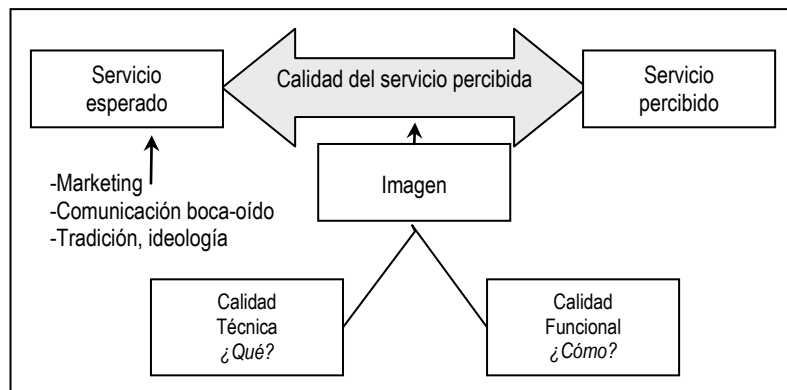 Servicio
esperado
Calidad del servicio percibida
Servicio
percibido
-Marketing
-Comunicación boca-oído
-Tradición, ideología
Imagen
Calidad
Técnica
¿Qué?
Calidad
Funcional
¿Cómo?